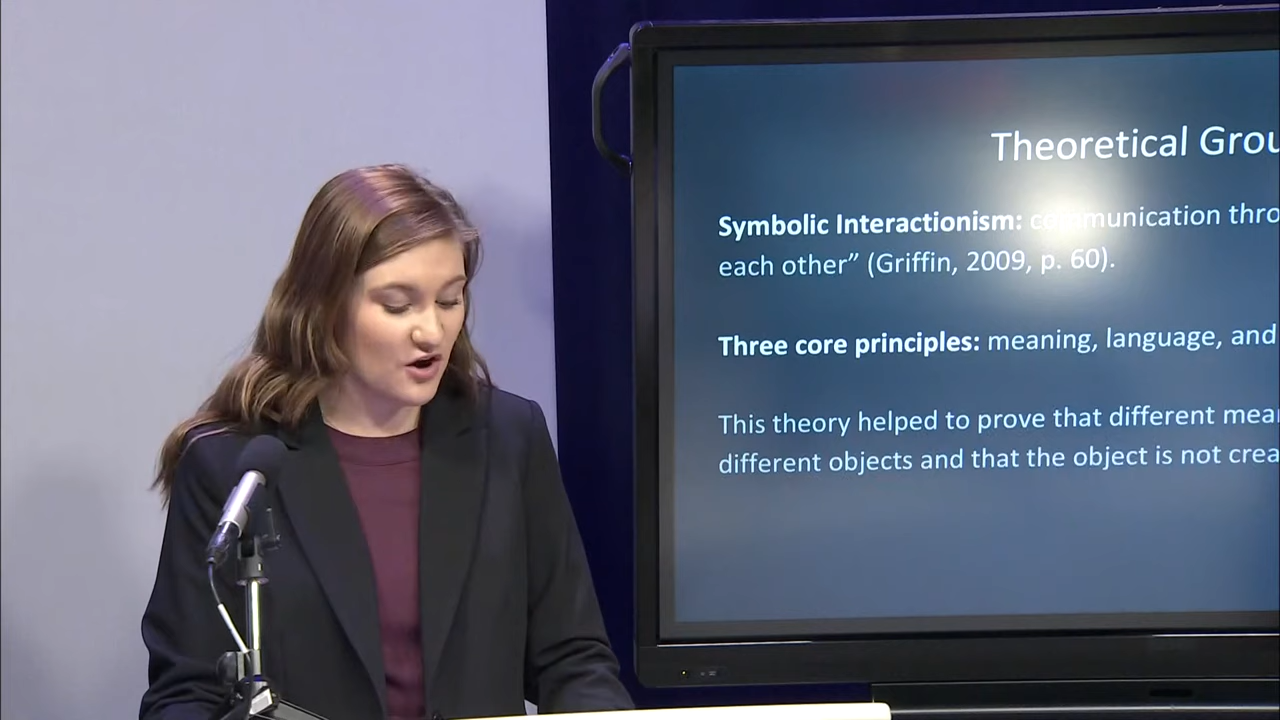 Theoretical Grou
Symbolic Interactionism: communication thro
each other” (Griffin, 2009, p. 60).
Three core principles: meaning, language, and
This theory helped to prove that different mea
different objects and that the object is not crea